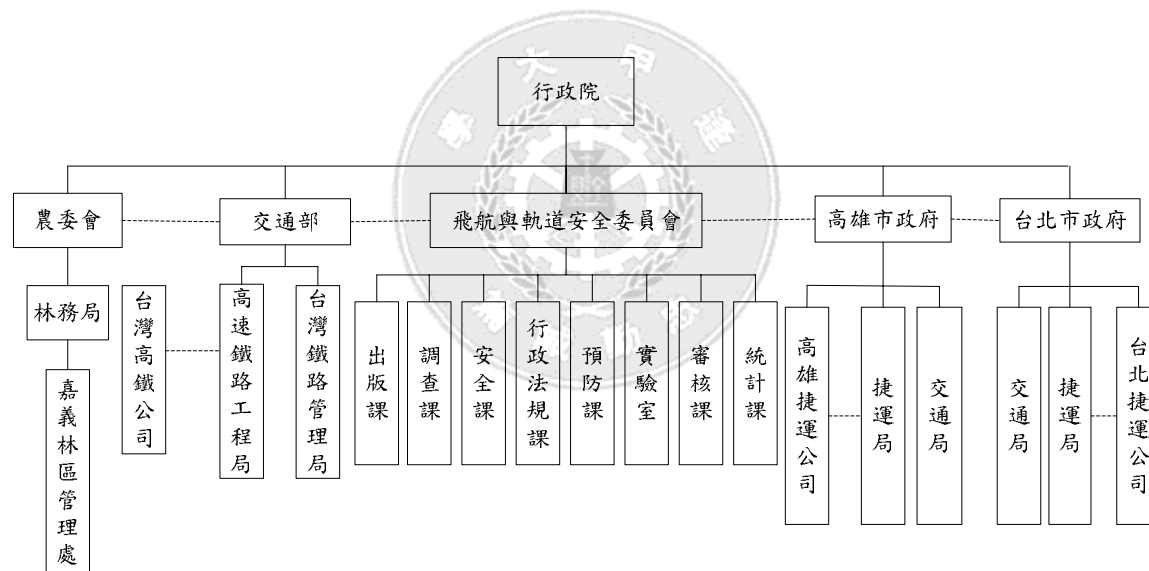 行政院
農委會
交通部
飛航與軌道安全委員會
高雄市政府
台北市政府
林務局
嘉義林區管理處
台灣高鐵公司
高速鐵路工程局
台灣鐵路管理局
出版課
調查課
安全課
行政法規課
預防課
實驗室
審核課
統計課
高雄捷運公司
捷運局
交通局
交通局
捷運局
台北捷運公司
逢甲大學